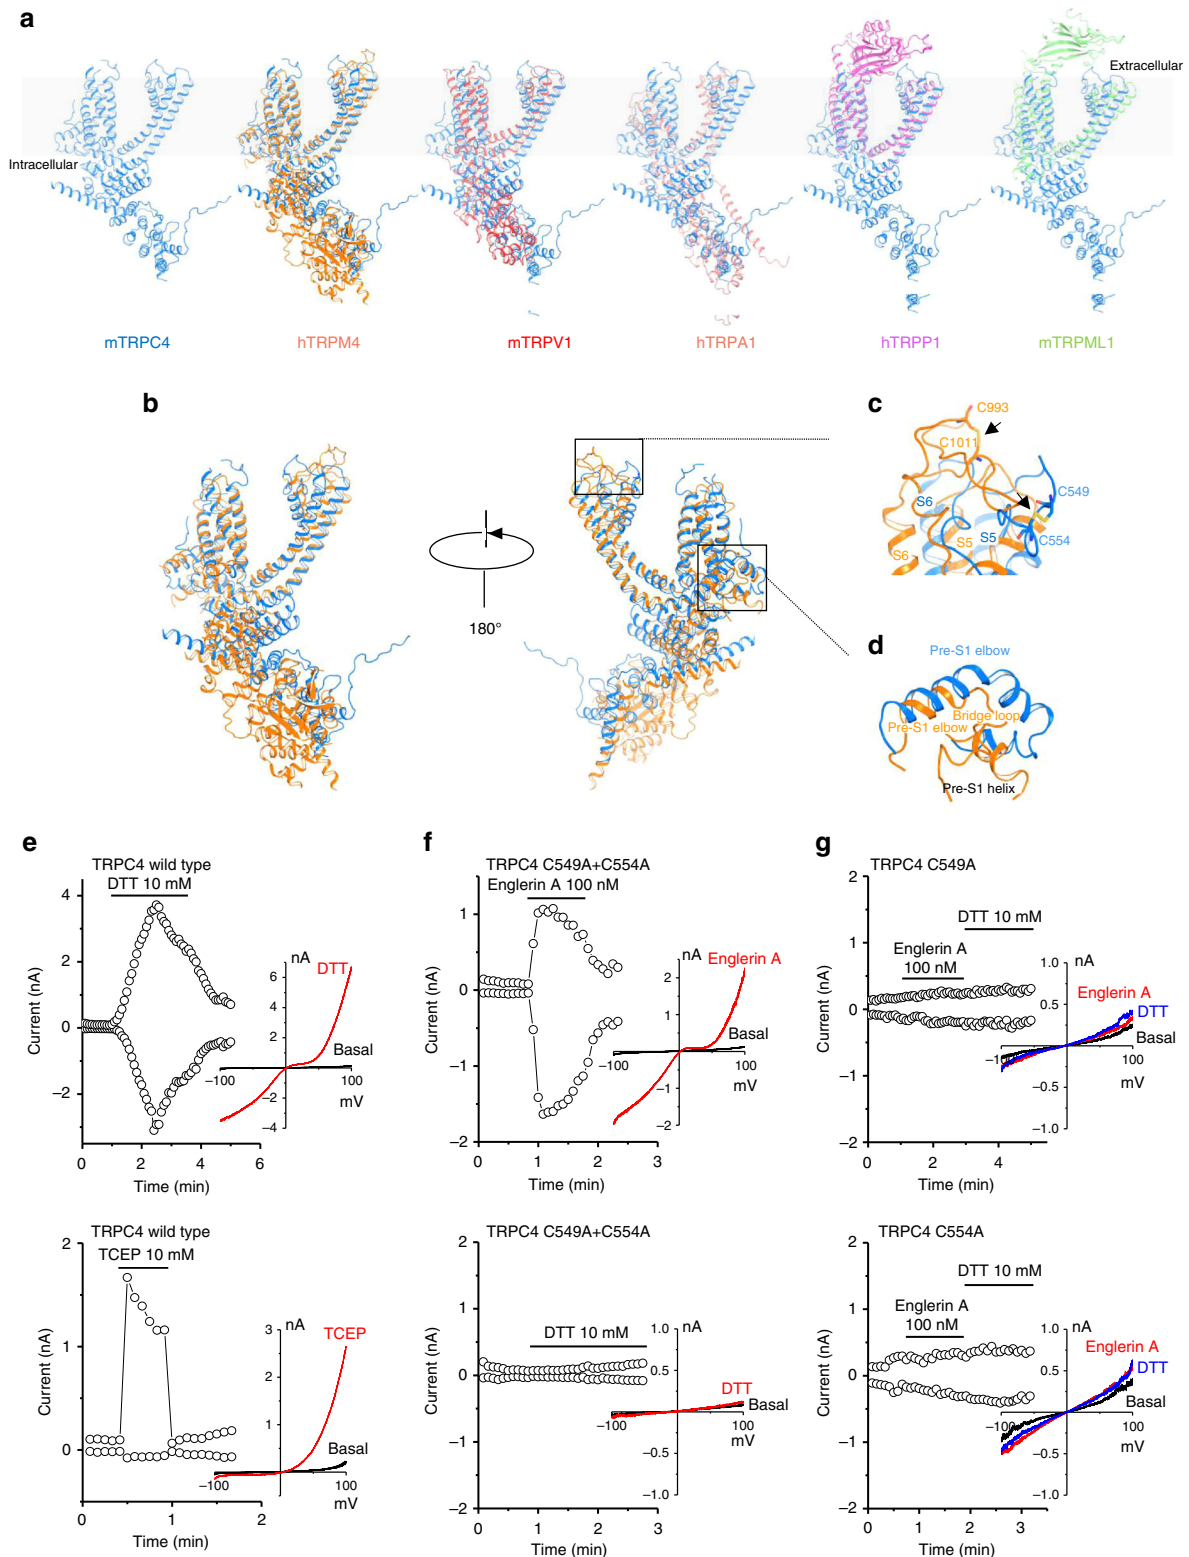 a
Extracellular
Intracellular
mTRPC4
hTRPM4
mTRPV1
hTRPA1
hTRPP1
mTRPML1
b
180°
c
C993
C1011
C549
S6
C554
S5
S5
S6
d
Pre-S1 elbow
Bridge loop
Pre-S1 elbow
Pre-S1 helix
e
TRPC4 wild type
DTT 10 mM
4
2
0
−2
Current (nA)
0
2
4
6
Time (min)
nA
6
4
2
−2
−4
DTT
Basal
−100
100
mV
TRPC4 wild type
TCEP 10 mM
2
1
0
Current (nA)
0
1
2
Time (min)
nA
3
2
1
TCEP
Basal
−100
100
mV
f
TRPC4 C549A+C554A
Englerin A 100 nM
1
0
−1
−2
Current (nA)
0
1
2
3
Time (min)
nA
2
1
−1
−2
Englerin A
Basal
−100
100
mV
TRPC4 C549A+C554A
DTT 10 mM
2
1
0
−1
−2
Current (nA)
0
1
2
3
Time (min)
nA
1.0
0.5
−0.5
−1.0
DTT
Basal
−100
100
mV
g
TRPC4 C549A
DTT 10 mM
Englerin A
100 nM
2
1
0
−1
−2
Current (nA)
0
2
4
Time (min)
nA
1.0
0.5
−0.5
−1.0
Englerin A
DTT
Basal
100
mV
TRPC4 C554A
DTT 10 mM
Englerin A
100 nM
2
1
0
−1
−2
Current (nA)
0
1
2
3
Time (min)
nA
1.0
0.5
−0.5
−1.0
Englerin A
DTT
Basal
−100
100
mV